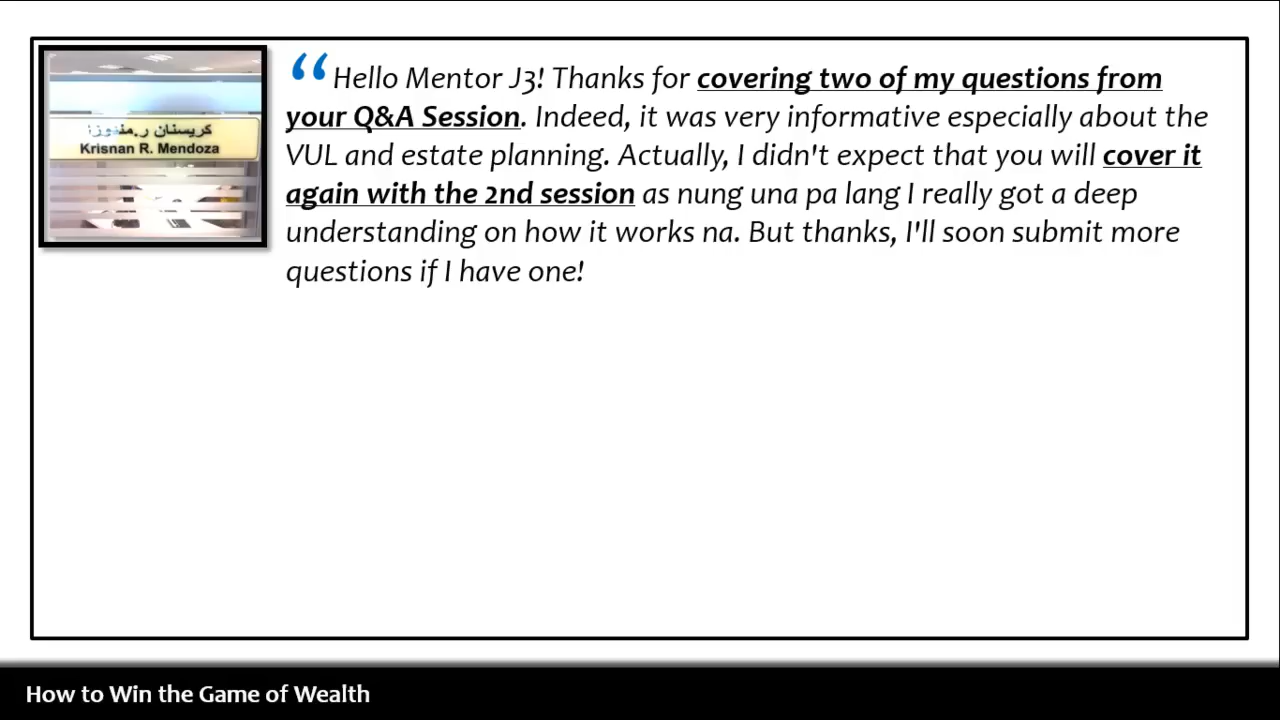 كريستان ر.مندوزا
Krisnan R. Mendoza
“Hello Mentor J3! Thanks for covering two of my questions from
your Q&A Session. Indeed, it was very informative especially about the
VUL and estate planning. Actually, I didn't expect that you will cover it
again with the 2nd session as nung una pa lang I really got a deep
understanding on how it works na. But thanks, I'll soon submit more
questions if I have one!
How to Win the Game of Wealth